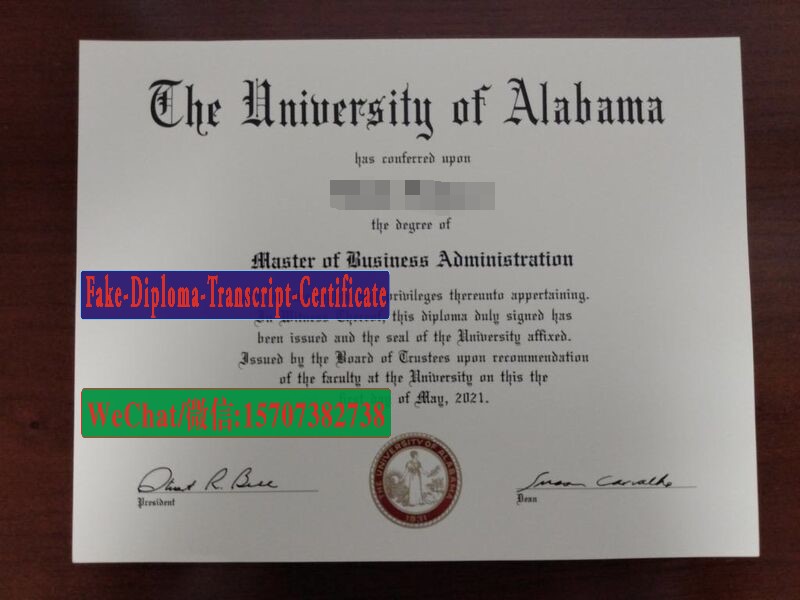 The University of Alabama
has conferred upon
the degree of
Master of Business Administration
Fake-Diploma-Transcript-Certificate
privileges thereunto appertaining.
In Witness Thereof, this diploma duly signed has
been issued and the seal of the University affixed.
Issued by the Board of Trustees upon recommendation
of the faculty at the University on this the
of May, 2021.
WeChat/微信:15707382738
THE UNIVERSITY OF ALABAMA
1831
President
Dean